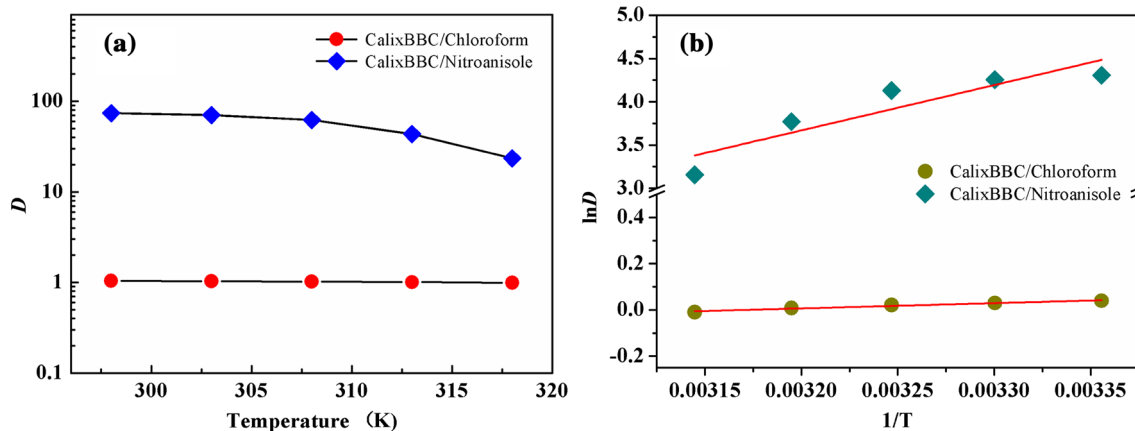 (a)
CalixBBC/Chloroform
CalixBBC/Nitroanisole
100
10
1
0.1
D
300 305 310 315 320
Temperature (K)
(b)
5.0
4.5
4.0
3.5
3.0
0.4
0.2
0.0
-0.2
lnD
CalixBBC/Chloroform
CalixBBC/Nitroanisole
0.00315 0.00320 0.00325 0.00330 0.00335
1/T